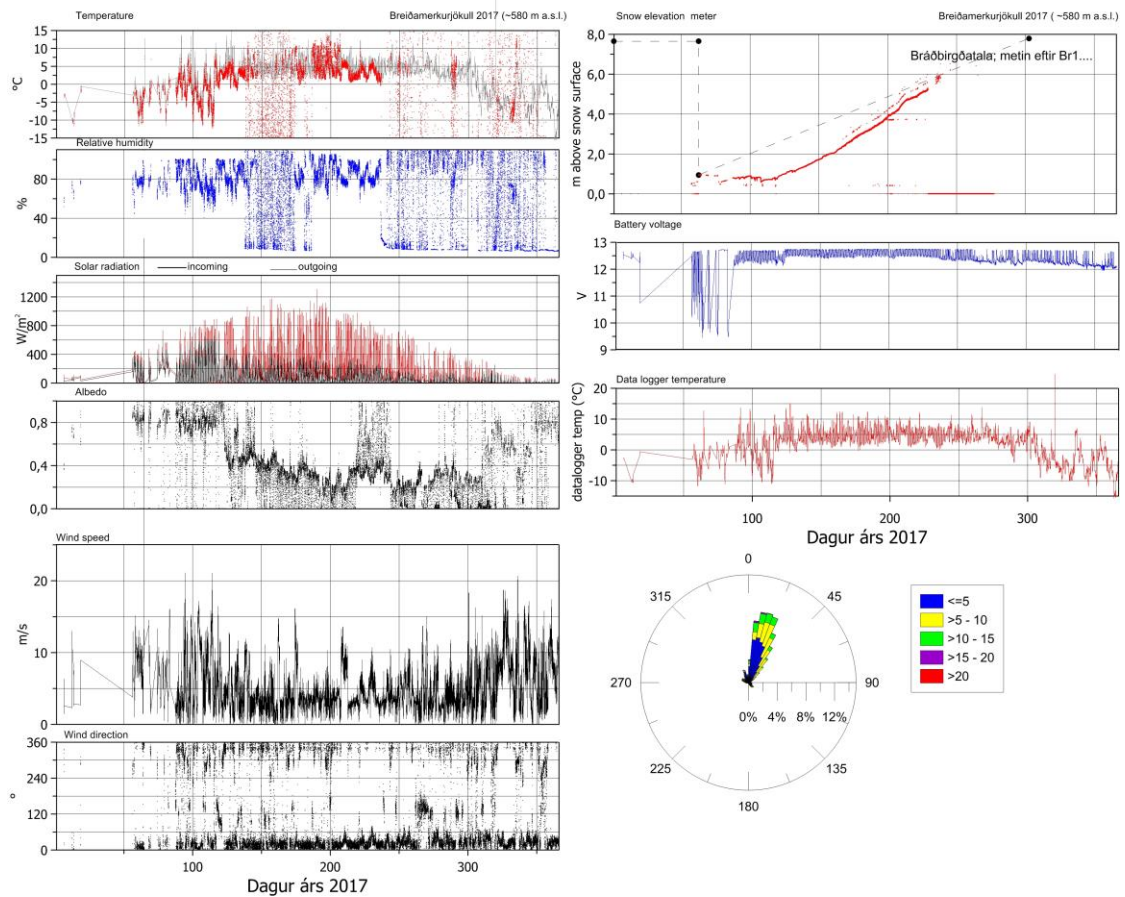 Temperature
Breiðamerkurjökull 2017 (~580 m a.s.l.)
15
10
5
0
-5
-10
-15
°C
Relative humidity
80
40
0
%
Solar radiation
incoming
outgoing
1200
800
400
0
W/m²
Albedo
0,8
0,4
0,0
Wind speed
20
10
0
m/s
Wind direction
360
240
120
0
°
100
200
300
Dagur árs 2017
Snow elevation meter
Breiðamerkurjökull 2017 ( ~580 m a.s.l.)
8,0
6,0
4,0
2,0
0,0
m above snow surface
Bráðbirgðatala; metin eftir Br1....
Battery voltage
13
12
11
10
9
V
Data logger temperature
20
10
0
-10
datalogger temp (°C)
100
200
300
Dagur árs 2017
0
45
90
135
180
225
270
315
0%
4%
8%
12%
<=5
>5 - 10
>10 - 15
>15 - 20
>20